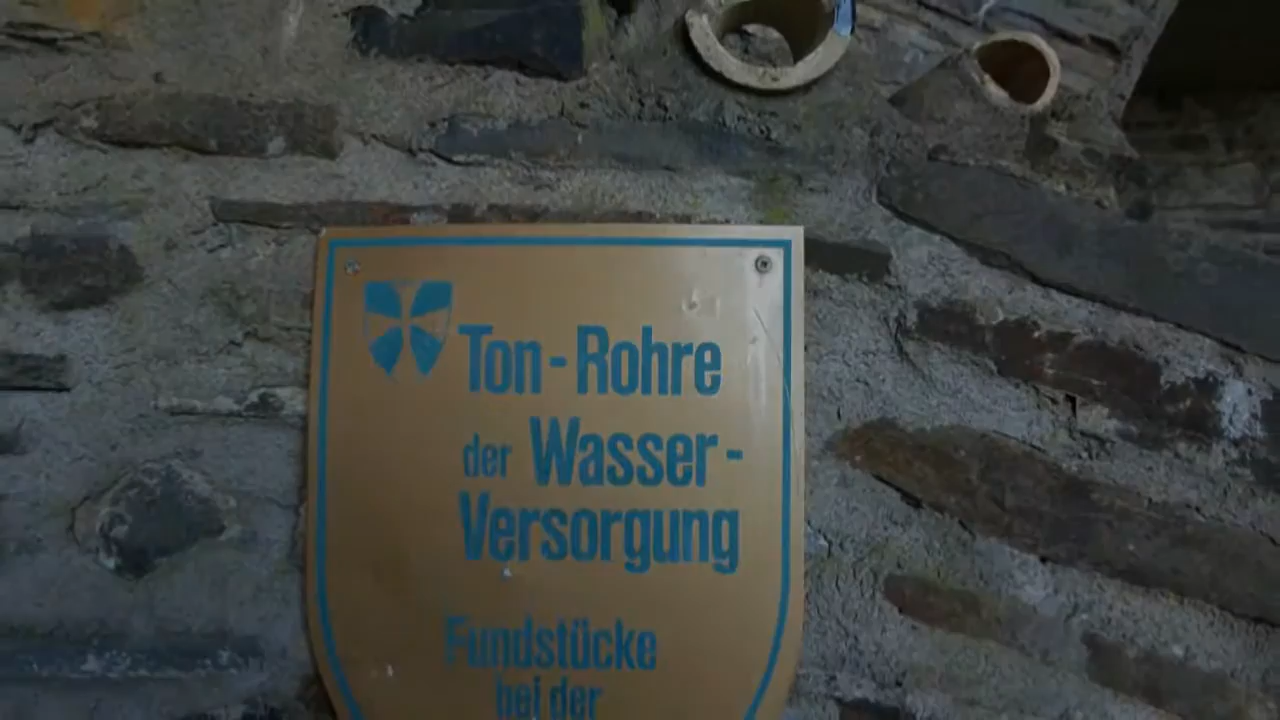 Ton-Rohre
der Wasser-
Versorgung
Fundstücke
bei der